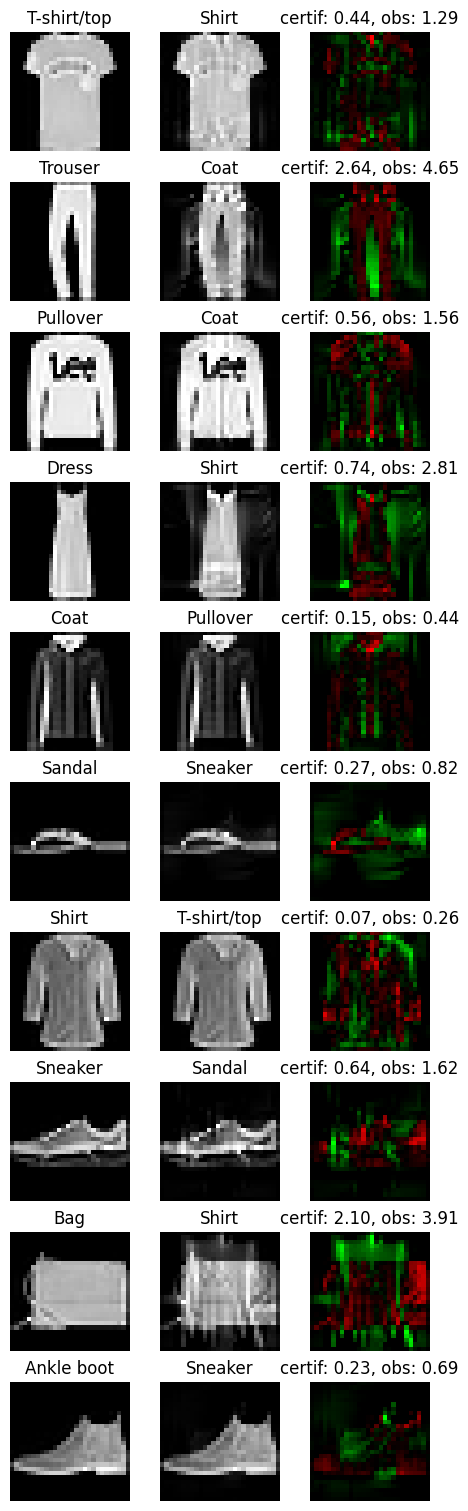 T-shirt/top Shirt certif: 0.44, obs: 1.29
Trouser Coat certif: 2.64, obs: 4.65
Pullover Coat certif: 0.56, obs: 1.56
Lee Lee
Dress Shirt certif: 0.74, obs: 2.81
Coat Pullover certif: 0.15, obs: 0.44
Sandal Sneaker certif: 0.27, obs: 0.82
Shirt T-shirt/top certif: 0.07, obs: 0.26
Sneaker Sandal certif: 0.64, obs: 1.62
Bag Shirt certif: 2.10, obs: 3.91
Ankle boot Sneaker certif: 0.23, obs: 0.69